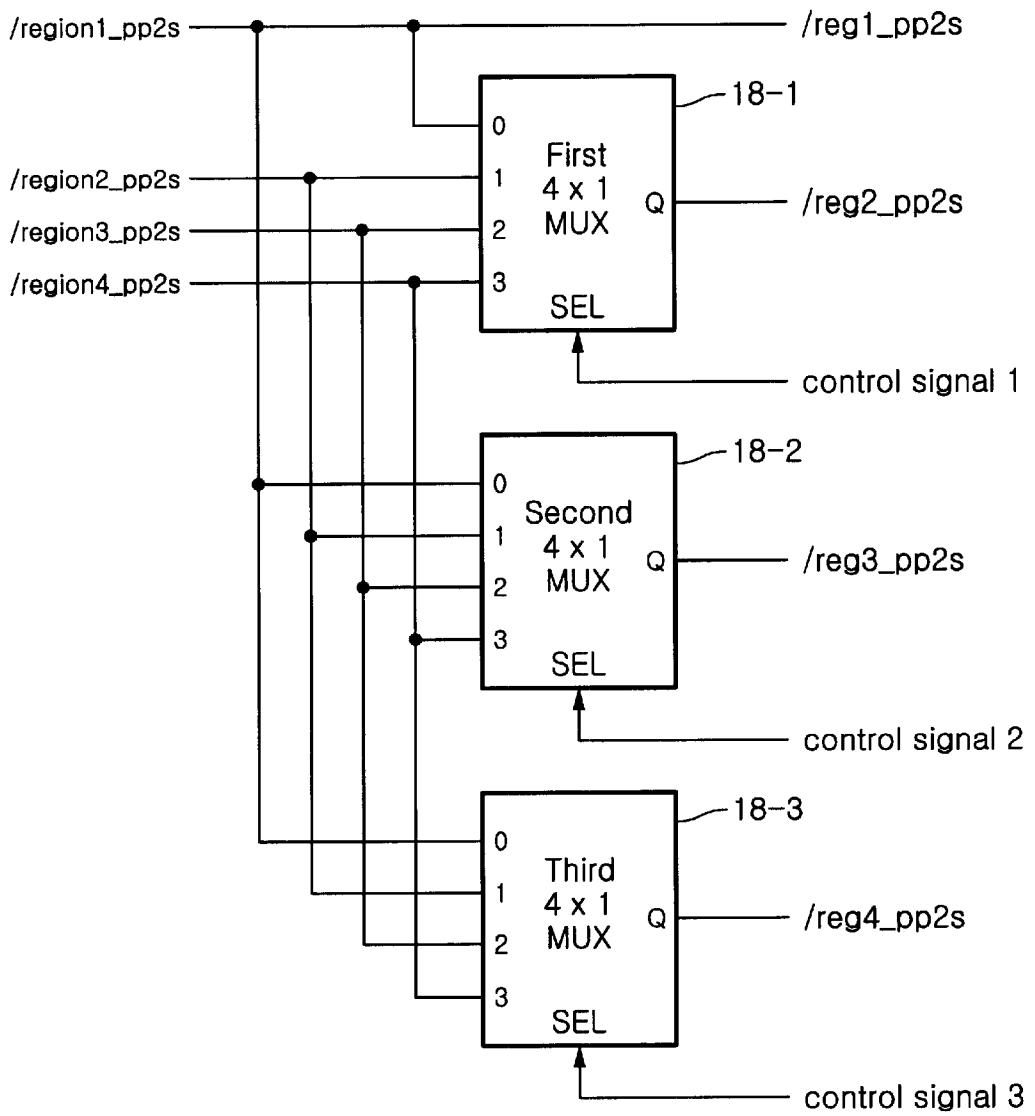 /region1_pp2s
/reg1_pp2s
18-1
0
First
/region2_pp2s
1
4 x 1
Q
/reg2_pp2s
/region3_pp2s
2
MUX
/region4_pp2s
3
SEL
control signal 1
18-2
0
Second
1
4 x 1
Q
/reg3_pp2s
2
MUX
3
SEL
control signal 2
18-3
0
Third
1
4 x 1
Q
/reg4_pp2s
2
MUX
3
SEL
control signal 3